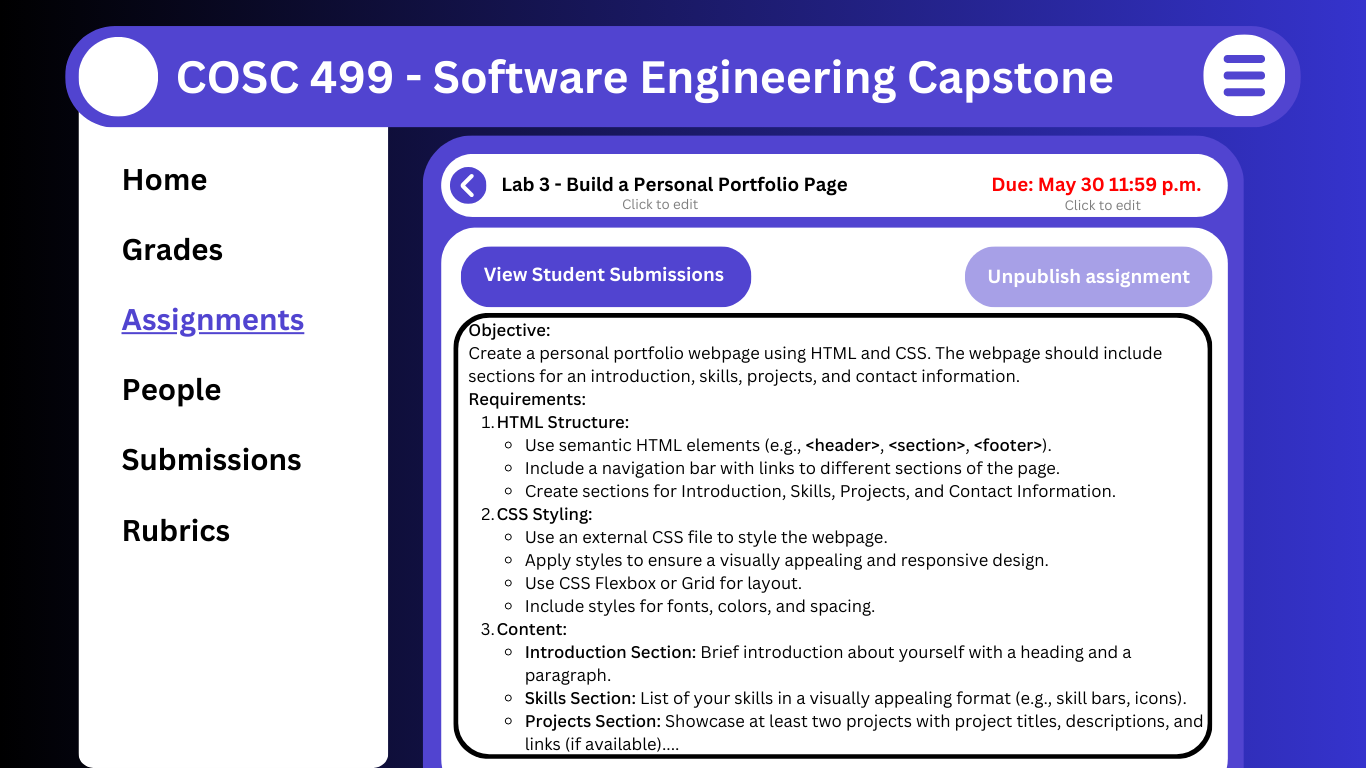 COSC 499 - Software Engineering Capstone
Home
Grades
Assignments
People
Submissions
Rubrics
Lab 3 - Build a Personal Portfolio Page
Click to edit
Due: May 30 11:59 p.m.
Click to edit
View Student Submissions
Unpublish assignment
Objective:
Create a personal portfolio webpage using HTML and CSS. The webpage should include
sections for an introduction, skills, projects, and contact information.
Requirements:
1. HTML Structure:
◦ Use semantic HTML elements (e.g., <header>, <section>, <footer>).
◦ Include a navigation bar with links to different sections of the page.
◦ Create sections for Introduction, Skills, Projects, and Contact Information.
2. CSS Styling:
◦ Use an external CSS file to style the webpage.
◦ Apply styles to ensure a visually appealing and responsive design.
◦ Use CSS Flexbox or Grid for layout.
◦ Include styles for fonts, colors, and spacing.
3. Content:
◦ Introduction Section: Brief introduction about yourself with a heading and a
paragraph.
◦ Skills Section: List of your skills in a visually appealing format (e.g., skill bars, icons).
◦ Projects Section: Showcase at least two projects with project titles, descriptions, and
links (if available)....